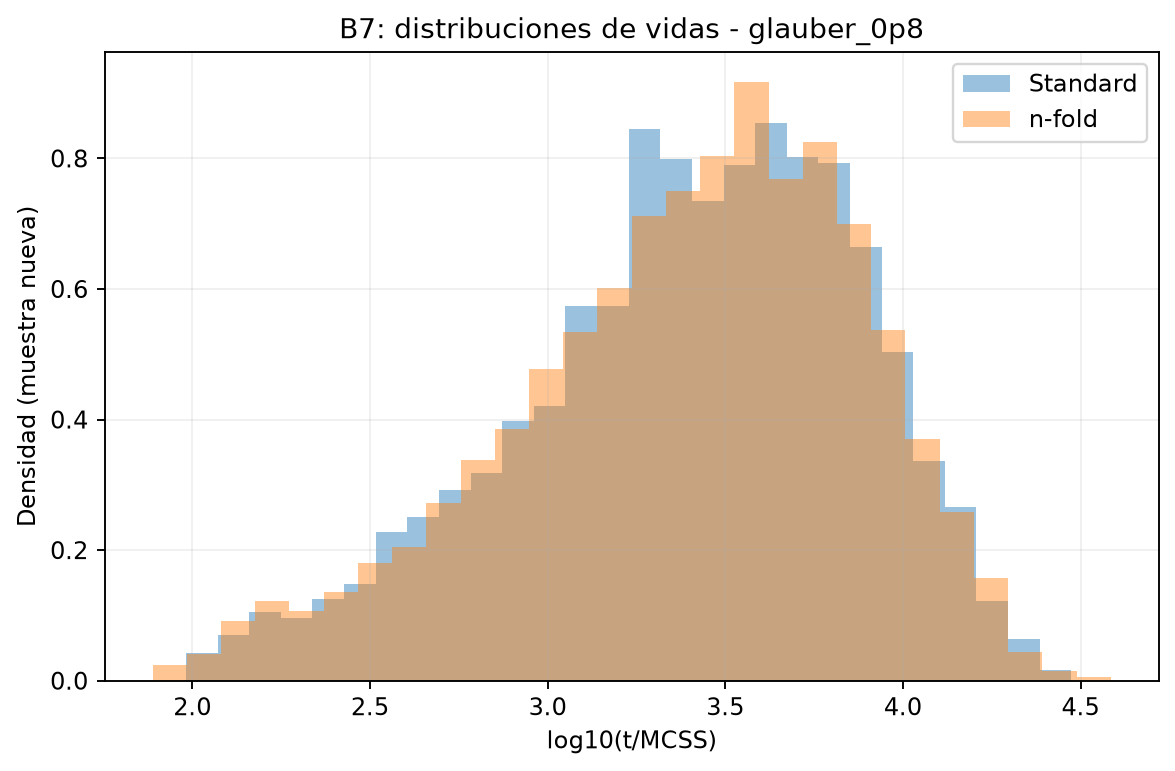 B7: distribuciones de vidas - glauber_0p8
Standard
n-fold
Densidad (muestra nueva)
0.8
0.6
0.4
0.2
0.0
2.0 2.5 3.0 3.5 4.0 4.5
log10(t/MCSS)